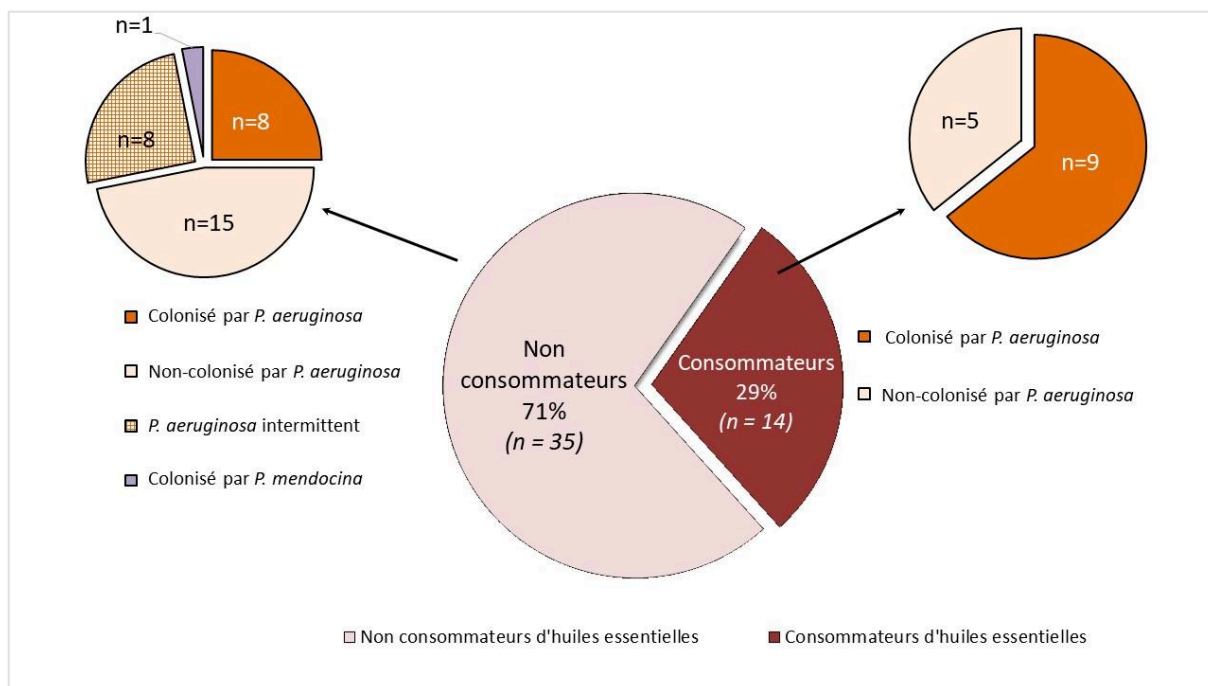 n=1
n=8
n=8
n=15
Colonisé par P. aeruginosa
Non-colonisé par P. aeruginosa
P. aeruginosa intermittent
Colonisé par P. mendocina
Non
consommateurs
71%
(n = 35)
Consommateurs
29%
(n = 14)
n=5
n=9
Colonisé par P. aeruginosa
Non-colonisé par P. aeruginosa
Non consommateurs d'huiles essentielles
Consommateurs d'huiles essentielles